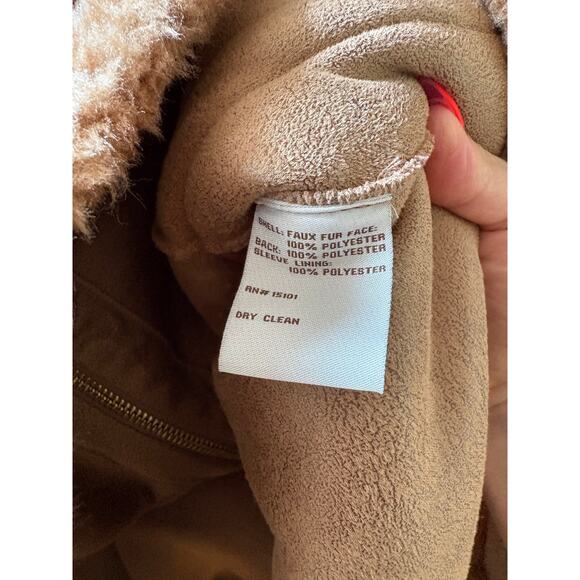 SHELL: FAUX FUR FACE:
100% POLYESTER
BACK: 100% POLYESTER
SLEEVE LINING:
100% POLYESTER
RN# 15101
DRY CLEAN